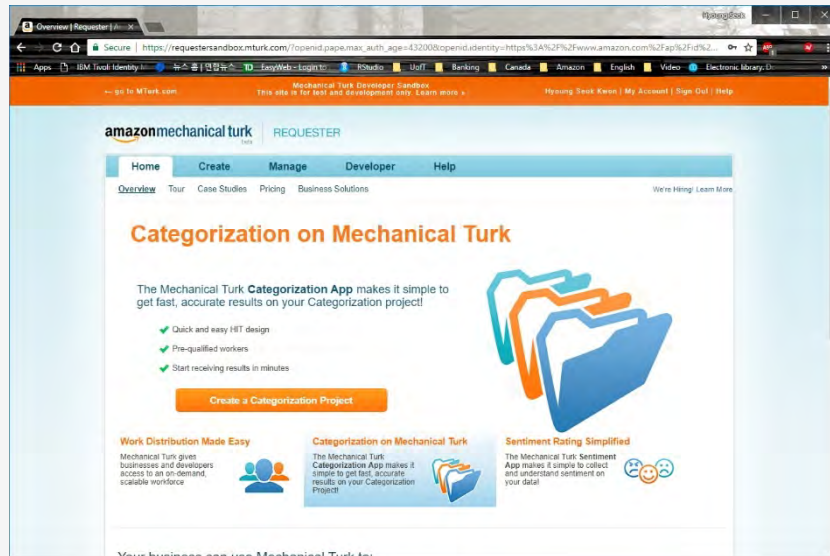 Overview | Requester | A
HyoungSeok
Secure | https://requestersandbox.mturk.com/?openid.pape.max_auth_age=43200&openid.identity=https%3A%2F%2Fwww.amazon.com%2Fap%2Fid%2...
Apps IBM Tivoli Identity 뉴스 홈 | 연합뉴스 TD EasyWeb - Login RStudio UofT Banking Canada Amazon English Video Electronic library. D
← go to MTurk.com
Mechanical Turk Developer Sandbox
This site is for test and development only. Learn more »
Hyoung Seok Kwon | My Account | Sign Out | Help
amazonmechanical turk REQUESTER
beta
Home Create Manage Developer Help
Overview Tour Case Studies Pricing Business Solutions We're Hiring! Learn More
Categorization on Mechanical Turk
The Mechanical Turk Categorization App makes it simple to
get fast, accurate results on your Categorization project!
Quick and easy HIT design
Pre-qualified workers
Start receiving results in minutes
Create a Categorization Project
Work Distribution Made Easy
Mechanical Turk gives
businesses and developers
access to an on-demand,
scalable workforce
Categorization on Mechanical Turk
The Mechanical Turk
Categorization App makes it
simple to get fast, accurate
results on your Categorization
Project!
Sentiment Rating Simplified
The Mechanical Turk Sentiment
App makes it simple to collect
and understand sentiment on
your data!
Your business can use Mechanical Turk to: